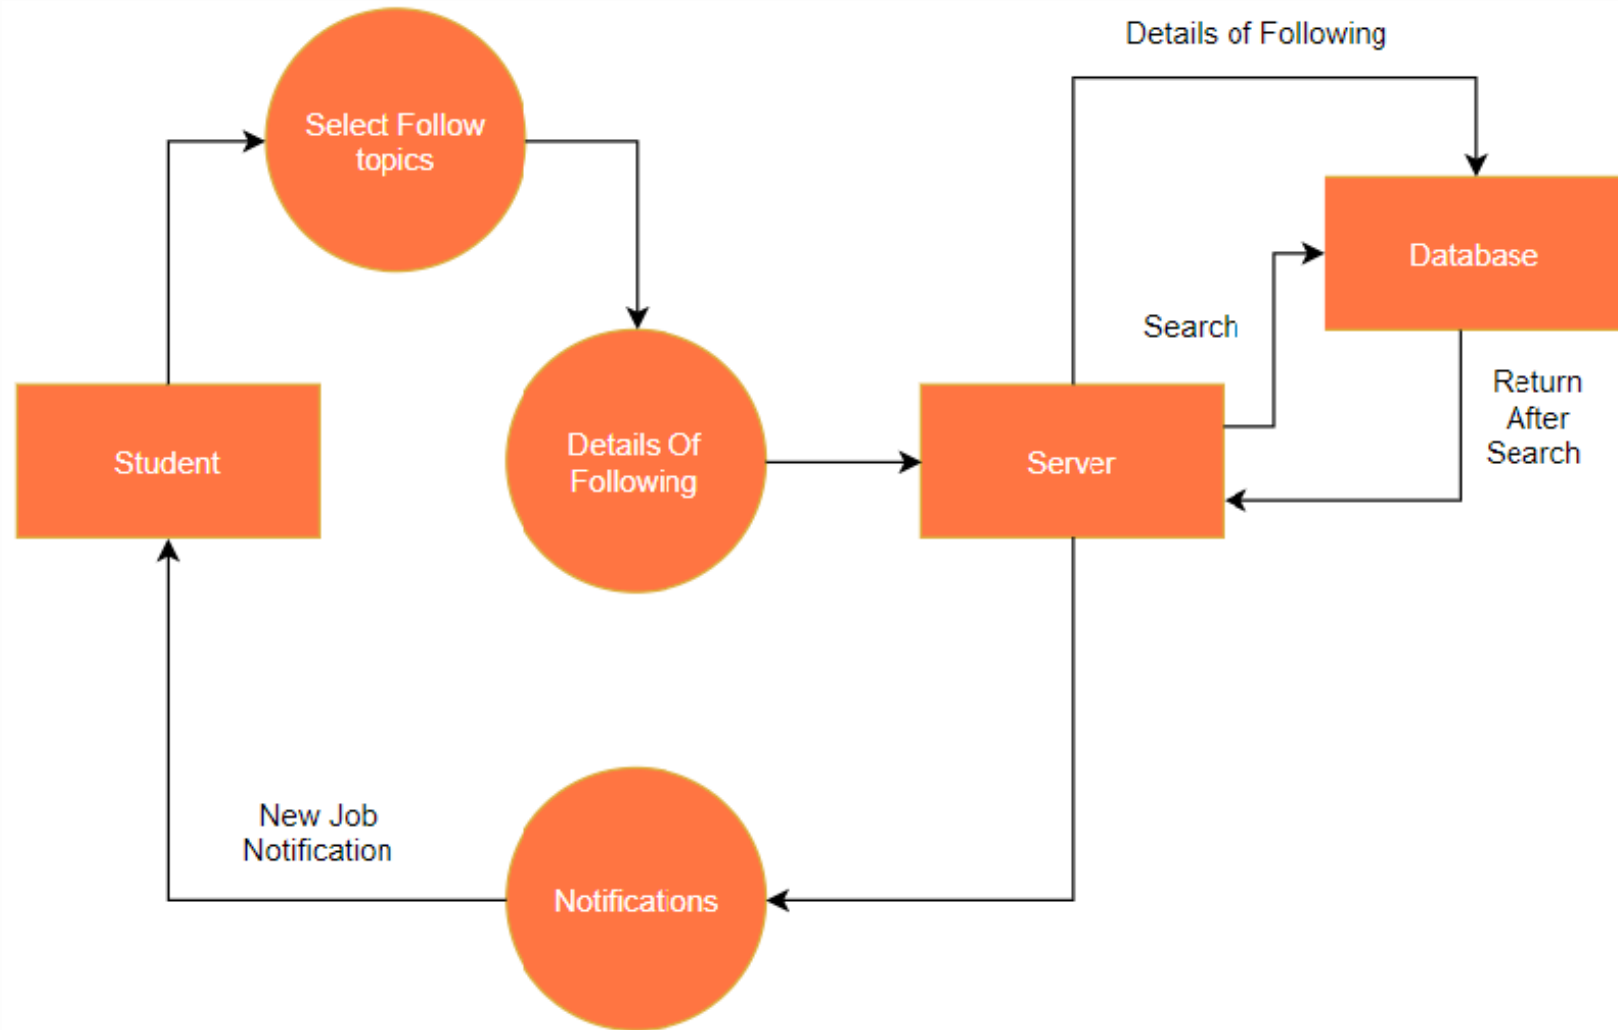 Details of Following
Select Follow
topics
Database
Search
Return
After
Search
Student
Details Of
Following
Server
New Job
Notification
Notifications